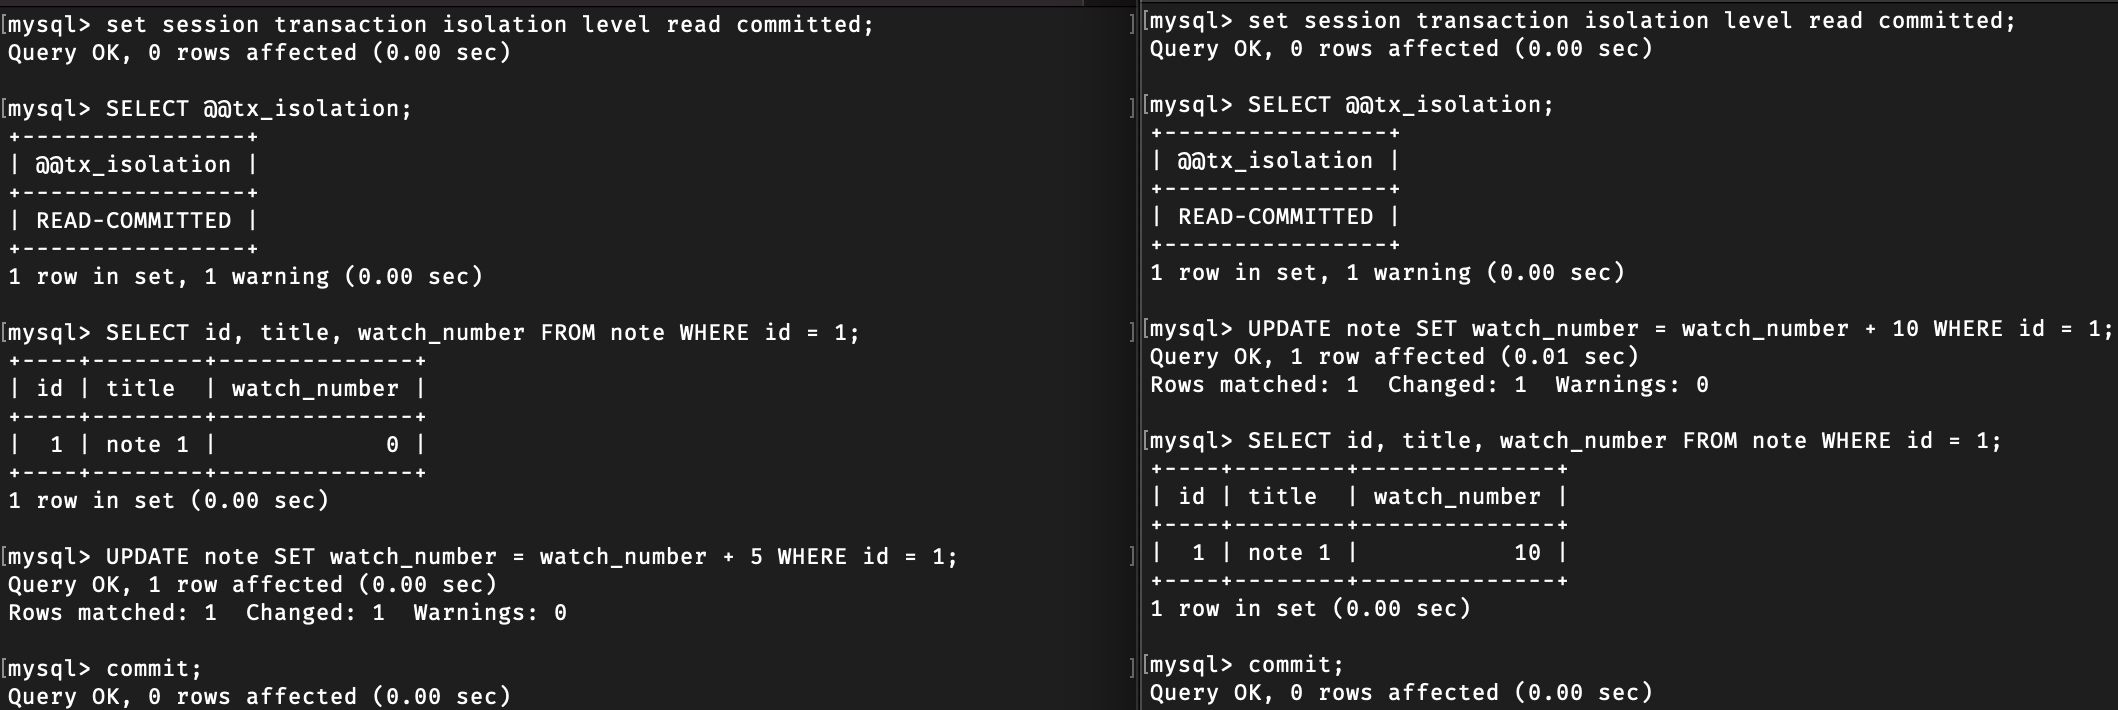 [mysql> set session transaction isolation level read committed;
Query OK, 0 rows affected (0.00 sec)
[mysql> SELECT @@tx_isolation;
+----------------+
| @@tx_isolation |
+----------------+
| READ-COMMITTED |
+----------------+
1 row in set, 1 warning (0.00 sec)
[mysql> SELECT id, title, watch_number FROM note WHERE id = 1;
+----+--------+--------------+
| id | title  | watch_number |
+----+--------+--------------+
|  1 | note 1 |            0 |
+----+--------+--------------+
1 row in set (0.00 sec)
[mysql> UPDATE note SET watch_number = watch_number + 5 WHERE id = 1;
Query OK, 1 row affected (0.00 sec)
Rows matched: 1  Changed: 1  Warnings: 0
[mysql> commit;
Query OK, 0 rows affected (0.00 sec)
[mysql> set session transaction isolation level read committed;
Query OK, 0 rows affected (0.00 sec)
[mysql> SELECT @@tx_isolation;
+----------------+
| @@tx_isolation |
+----------------+
| READ-COMMITTED |
+----------------+
1 row in set, 1 warning (0.00 sec)
[mysql> UPDATE note SET watch_number = watch_number + 10 WHERE id = 1;
Query OK, 1 row affected (0.01 sec)
Rows matched: 1  Changed: 1  Warnings: 0
[mysql> SELECT id, title, watch_number FROM note WHERE id = 1;
+----+--------+--------------+
| id | title  | watch_number |
+----+--------+--------------+
|  1 | note 1 |           10 |
+----+--------+--------------+
1 row in set (0.00 sec)
[mysql> commit;
Query OK, 0 rows affected (0.00 sec)